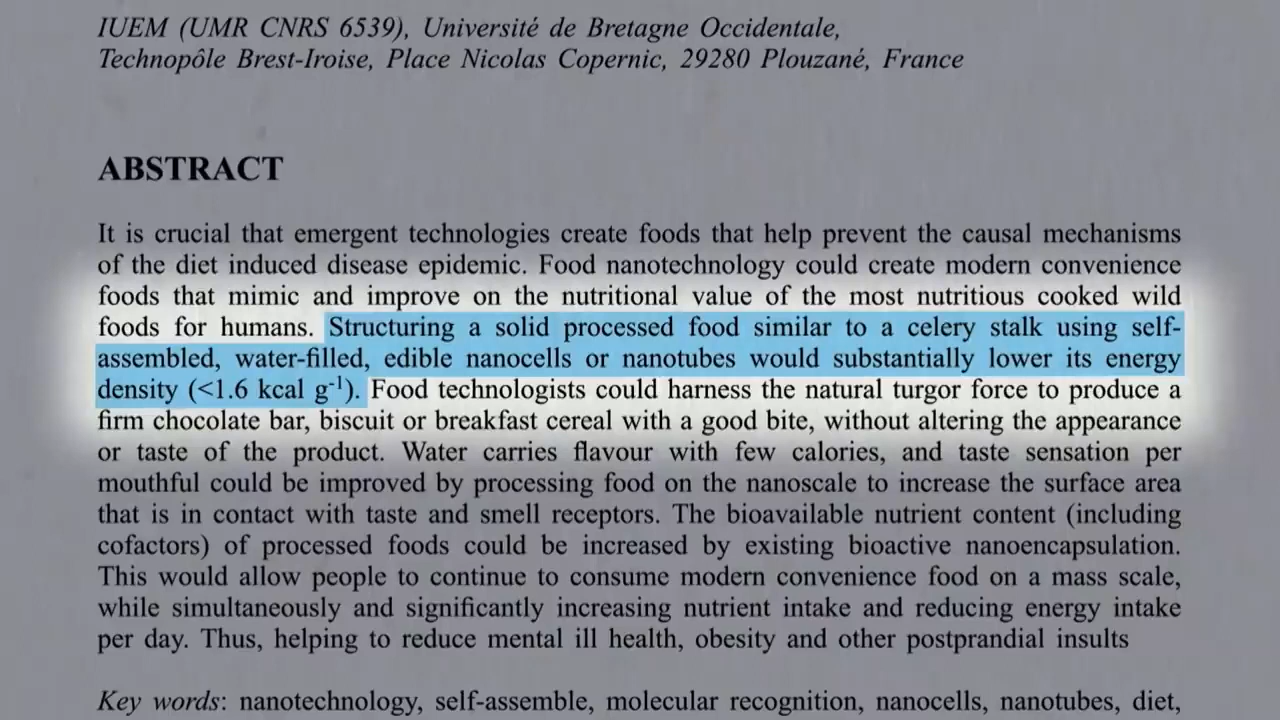 IUEM (UMR CNRS 6539), Université de Bretagne Occidentale,
Technopôle Brest-Iroise, Place Nicolas Copernic, 29280 Plouzané, France
ABSTRACT
It is crucial that emergent technologies create foods that help prevent the causal mechanisms
of the diet induced disease epidemic. Food nanotechnology could create modern convenience
foods that mimic and improve on the nutritional value of the most nutritious cooked wild
foods for humans. Structuring a solid processed food similar to a celery stalk using self-
assembled, water-filled, edible nanocells or nanotubes would substantially lower its energy
density (<1.6 kcal g⁻¹). Food technologists could harness the natural turgor force to produce a
firm chocolate bar, biscuit or breakfast cereal with a good bite, without altering the appearance
or taste of the product. Water carries flavour with few calories, and taste sensation per
mouthful could be improved by processing food on the nanoscale to increase the surface area
that is in contact with taste and smell receptors. The bioavailable nutrient content (including
cofactors) of processed foods could be increased by existing bioactive nanoencapsulation.
This would allow people to continue to consume modern convenience food on a mass scale,
while simultaneously and significantly increasing nutrient intake and reducing energy intake
per day. Thus, helping to reduce mental ill health, obesity and other postprandial insults
Key words: nanotechnology, self-assemble, molecular recognition, nanocells, nanotubes, diet,